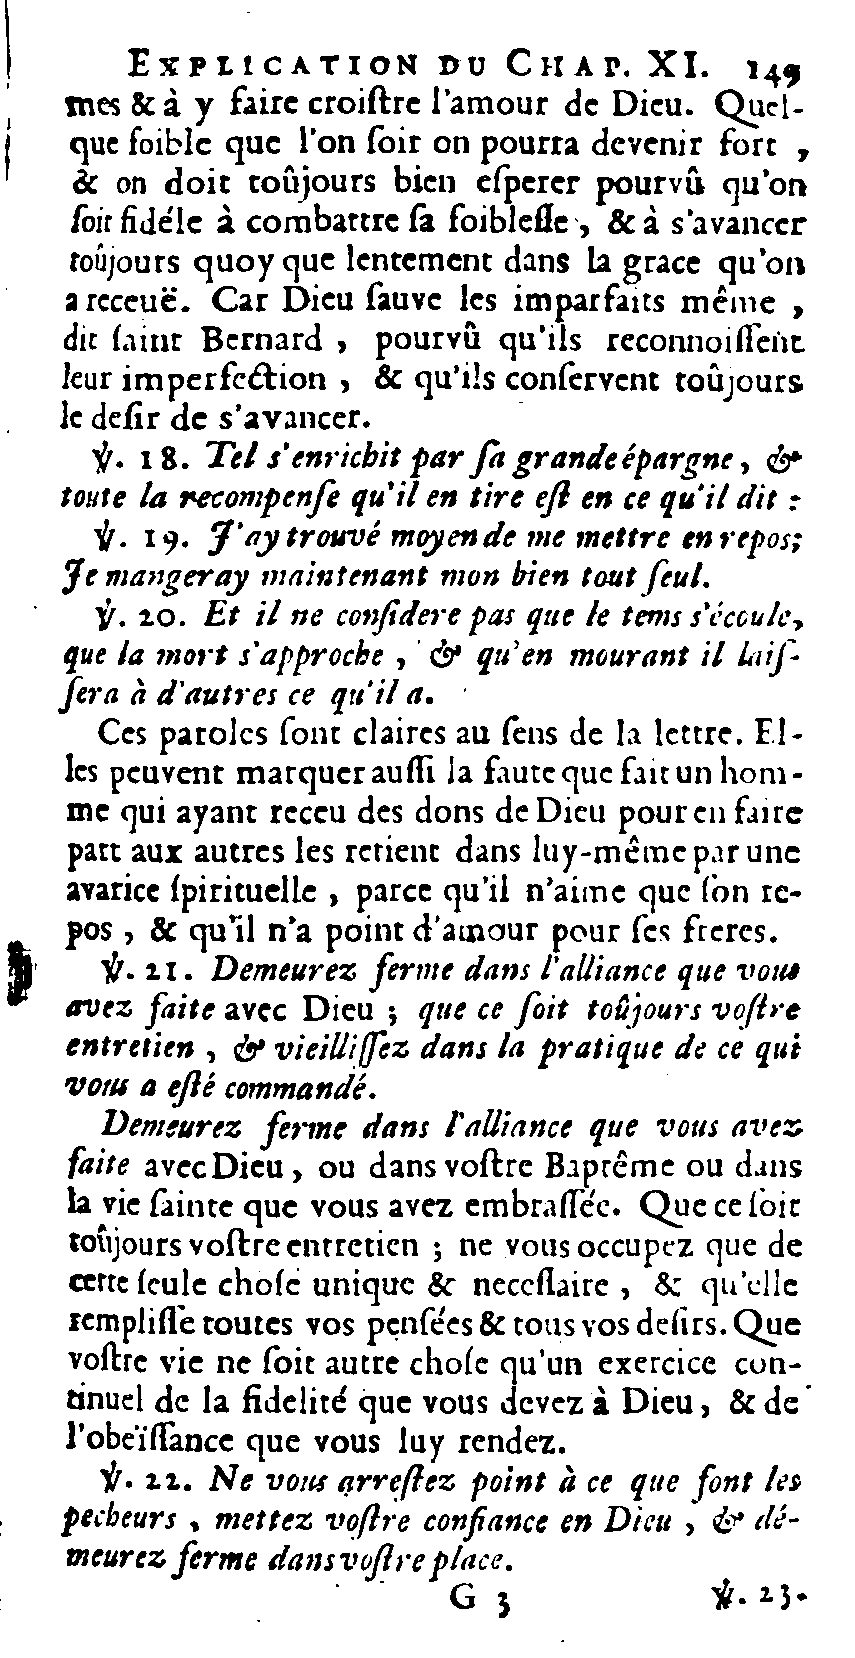 EXPLICATION DU CHAP. XI. 149
mes & à y faire croiſtre l'amour de Dieu. Quel-
que foible que l'on ſoit on pourra devenir fort ,
& on doit toûjours bien eſperer pourvû qu'on
ſoit fidéle à combattre ſa foibleſſe , & à s'avancer
toûjours quoy que lentement dans la grace qu'on
a receuë. Car Dieu ſauve les imparfaits même ,
dit ſaint Bernard , pourvû qu'ils reconnoiſſent
leur imperfection , & qu'ils conſervent toûjours
le deſir de s'avancer.
℣. 18. Tel s'enrichit par ſa grande épargne , &
toute la recompenſe qu'il en tire eſt en ce qu'il dit :
℣. 19. J'ay trouvé moyen de me mettre en repos;
Je mangeray maintenant mon bien tout ſeul.
℣. 20. Et il ne conſidere pas que le tems s'écoule,
que la mort s'approche , & qu'en mourant il laiſ-
ſera à d'autres ce qu'il a.
Ces paroles ſont claires au ſens de la lettre. El-
les peuvent marquer auſſi la faute que fait un hom-
me qui ayant receu des dons de Dieu pour en faire
part aux autres les retient dans luy-même par une
avarice ſpirituelle , parce qu'il n'aime que ſon re-
pos , & qu'il n'a point d'amour pour ſes freres.
℣. 21. Demeurez ferme dans l'alliance que vous
avez faite avec Dieu ; que ce ſoit toûjours voſtre
entretien , & vieilliſſez dans la pratique de ce qui
vous a eſté commandé.
Demeurez ferme dans l'alliance que vous avez
faite avec Dieu , ou dans voſtre Baptême ou dans
la vie ſainte que vous avez embraſſée. Que ce ſoit
toûjours voſtre entretien ; ne vous occupez que de
cette ſeule choſe unique & neceſſaire , & qu'elle
rempliſſe toutes vos penſées & tous vos deſirs. Que
voſtre vie ne ſoit autre choſe qu'un exercice con-
tinuel de la fidelité que vous devez à Dieu , & de
l'obeïſſance que vous luy rendez.
℣. 22. Ne vous arreſtez point à ce que font les
pecheurs , mettez voſtre confiance en Dieu , & dé-
meurez ferme dans voſtre place.
G 3 ℣. 23.